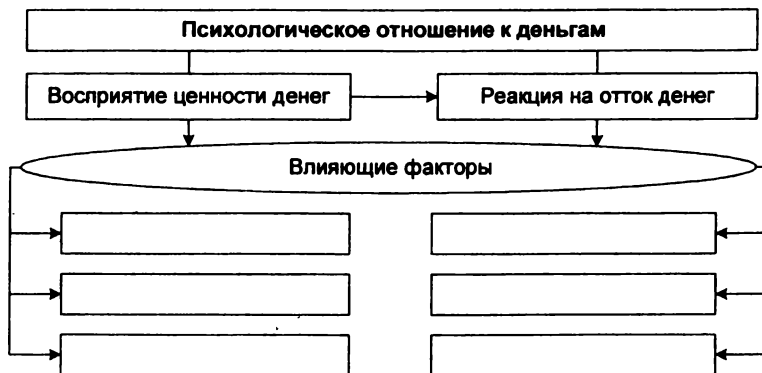 Психологическое отношение к деньгам
Восприятие ценности денег
Реакция на отток денег
Влияющие факторы